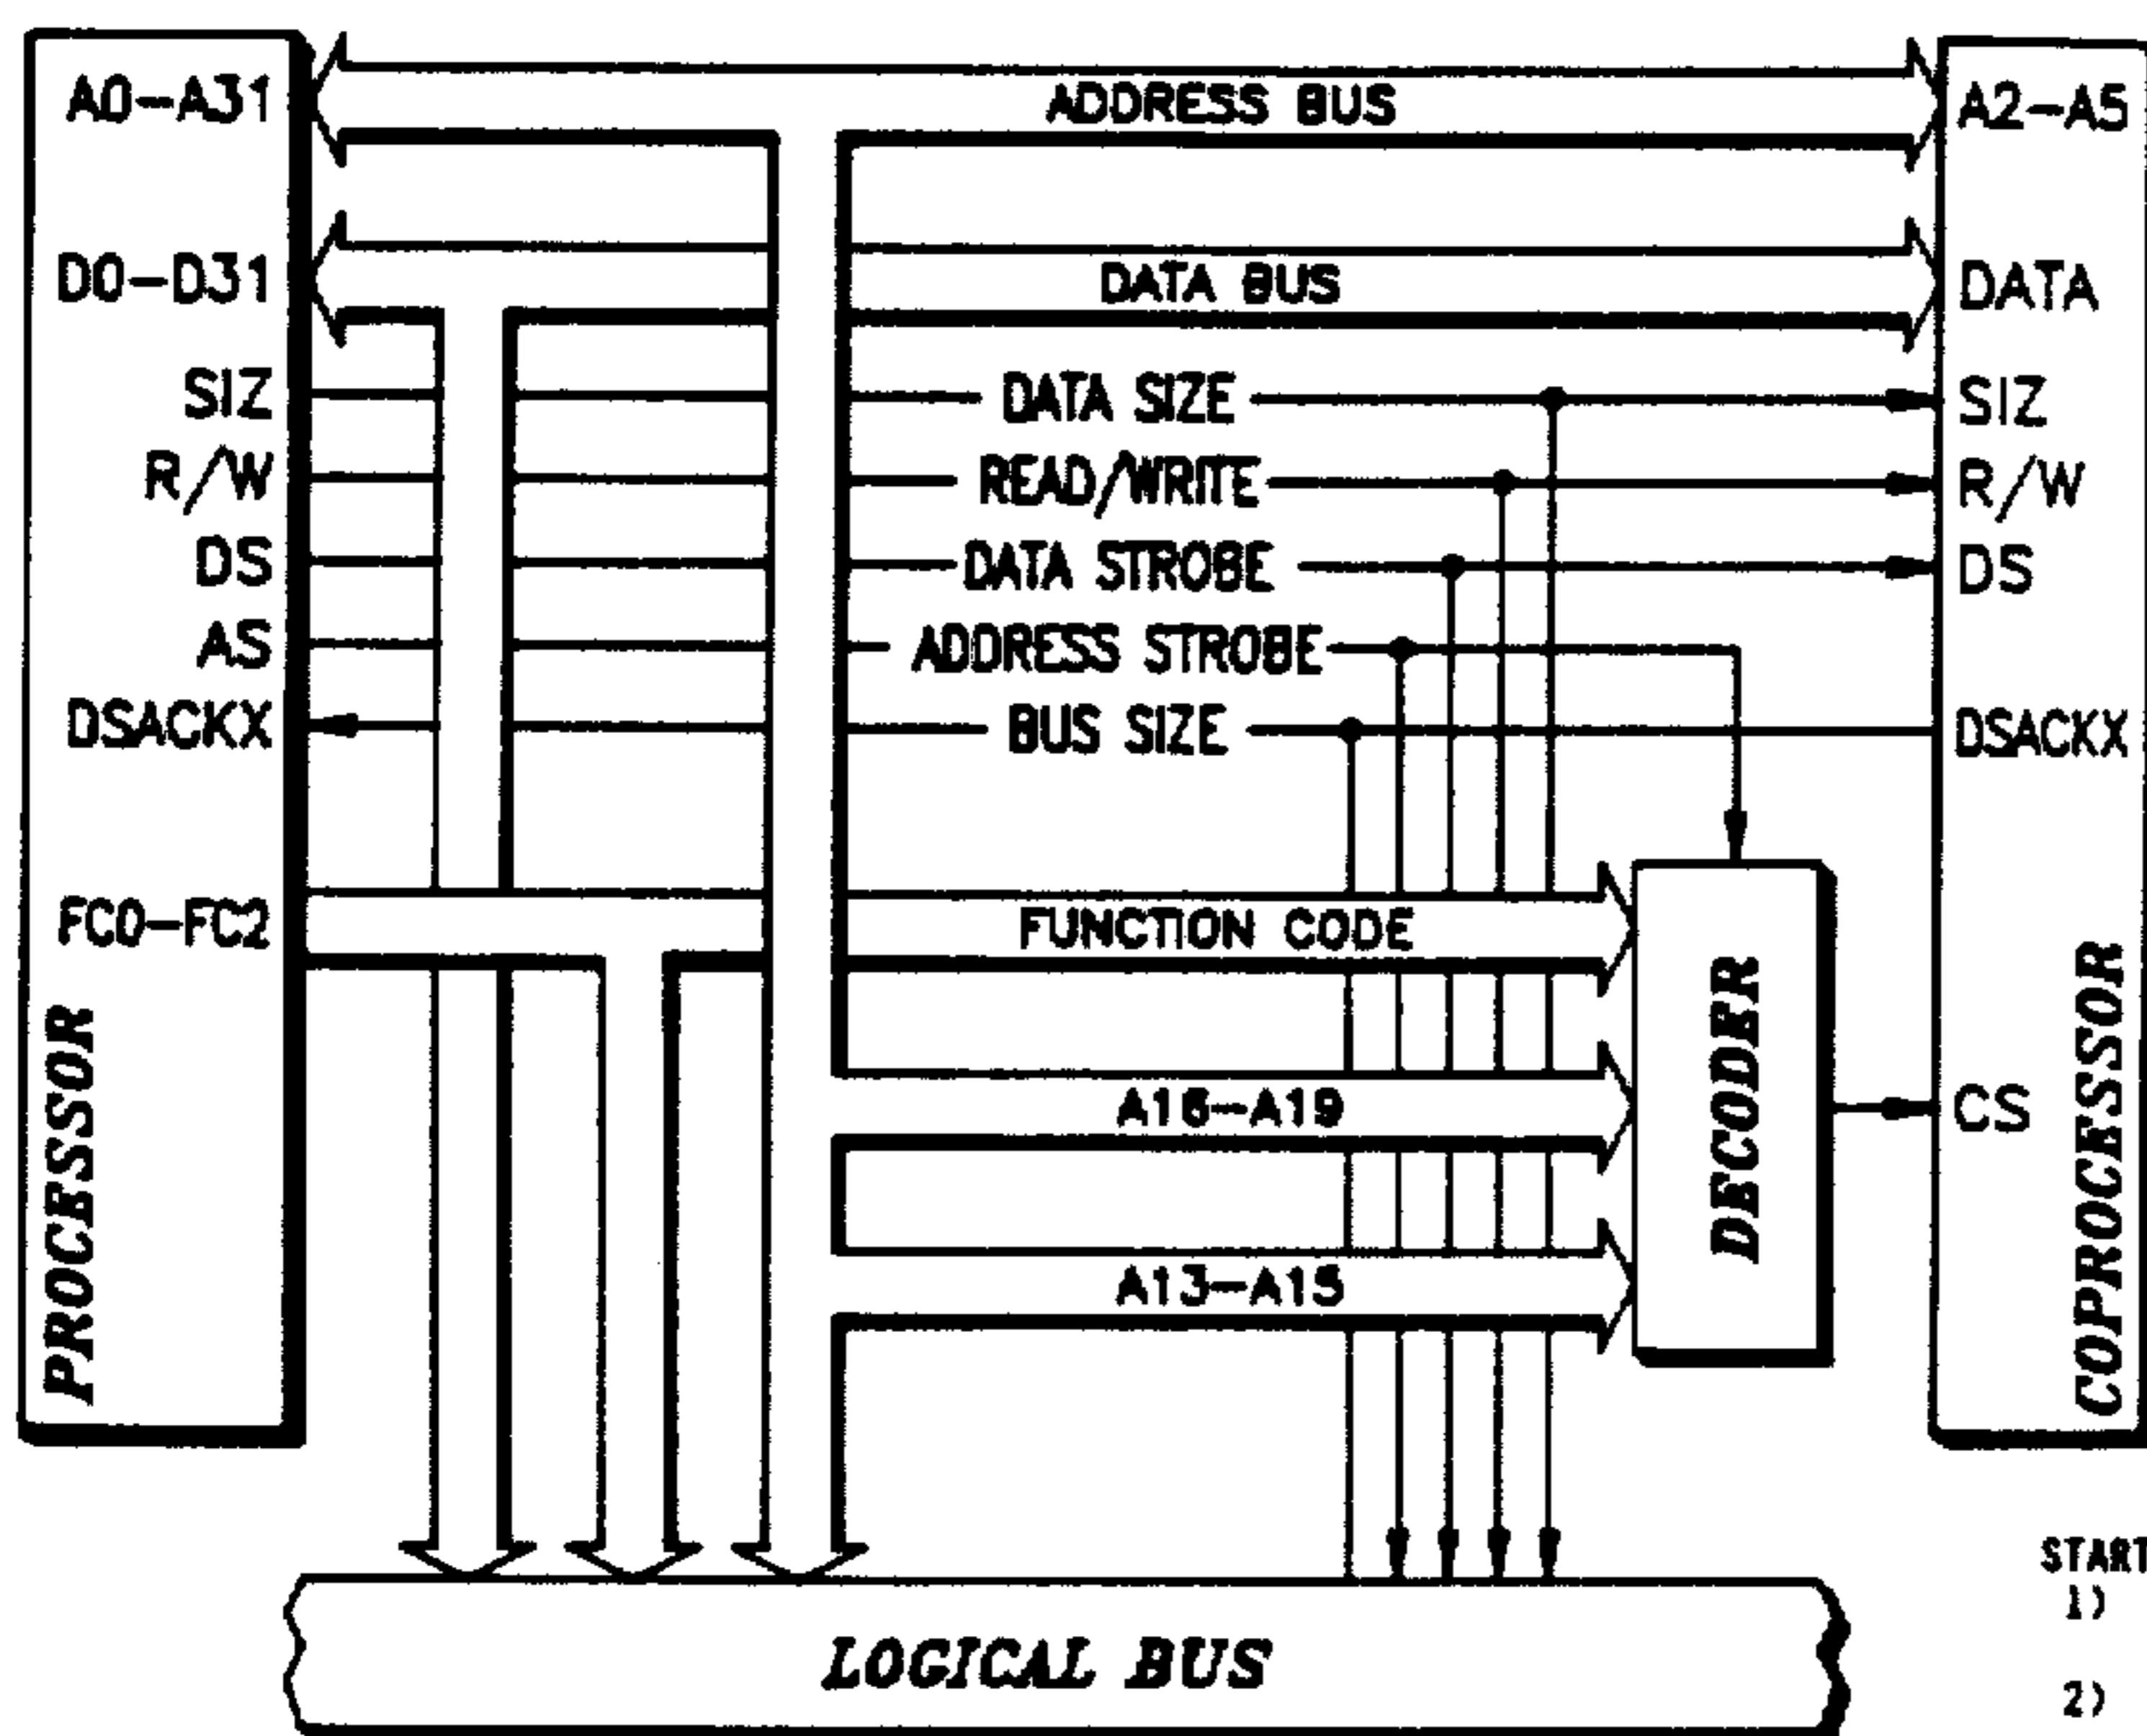 A0-A31
ADDRESS BUS
A2-A5
D0-D31
DATA BUS
DATA
SIZ
DATA SIZE
SIZ
R/W
READ/WRITE
R/W
DS
DATA STROBE
DS
AS
ADDRESS STROBE
DSACKX
BUS SIZE
DSACKX
FC0-FC2
FUNCTION CODE
A16-A19
CS
A13-A15
PROCESSOR
DECODER
COPROCESSOR
LOGICAL BUS
START
1)
2)